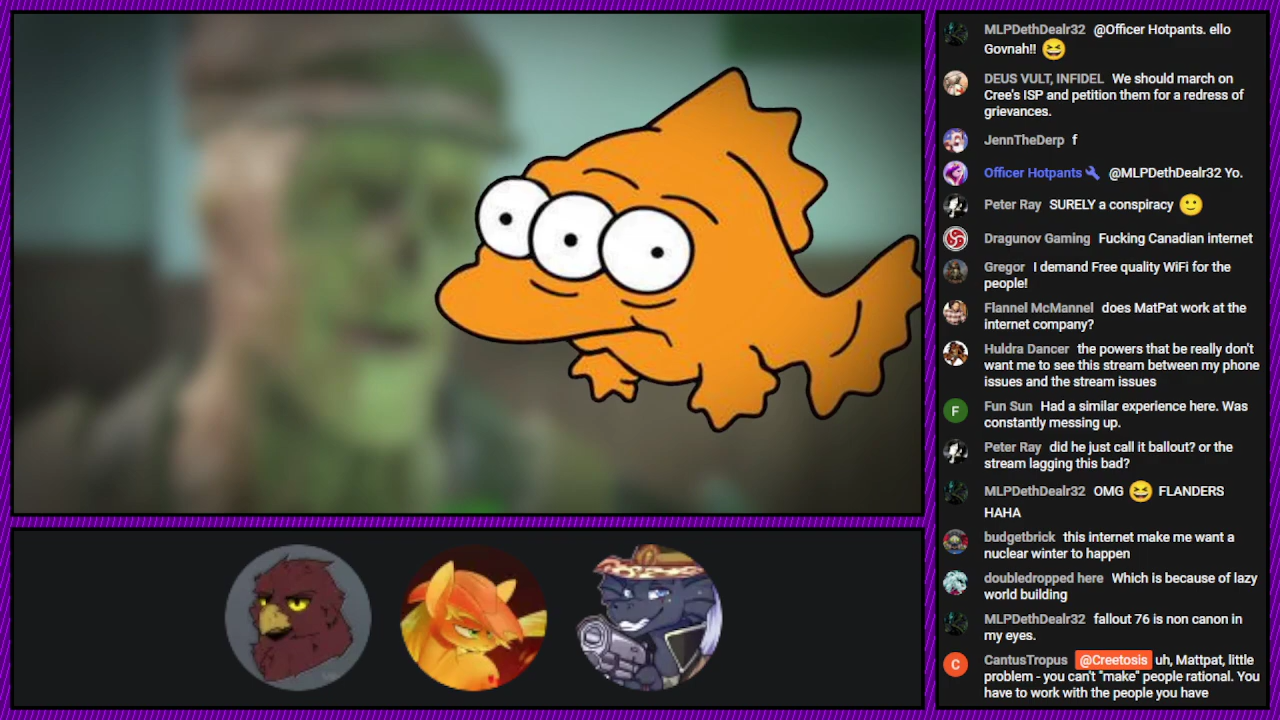 MLPDethDealr32 @Officer Hotpants. ello
Govnah!! 😆
DEUS VULT, INFIDEL We should march on
Cree's ISP and petition them for a redress of
grievances.
JennTheDerp f
Officer Hotpants @MLPDethDealr32 Yo.
Peter Ray SURELY a conspiracy 🙂
Dragunov Gaming Fucking Canadian internet
Gregor I demand Free quality WiFi for the
people!
Flannel McMannel does MatPat work at the
internet company?
Huldra Dancer the powers that be really don't
want me to see this stream between my phone
issues and the stream issues
F
Fun Sun Had a similar experience here. Was
constantly messing up.
Peter Ray did he just call it ballout? or the
stream lagging this bad?
MLPDethDealr32 OMG 😆 FLANDERS
HAHA
budgetbrick this internet make me want a
nuclear winter to happen
doubledropped here Which is because of lazy
world building
MLPDethDealr32 fallout 76 is non canon in
my eyes.
C
CantusTropus @Creetosis uh, Mattpat, little
problem - you can't "make" people rational. You
have to work with the people you have